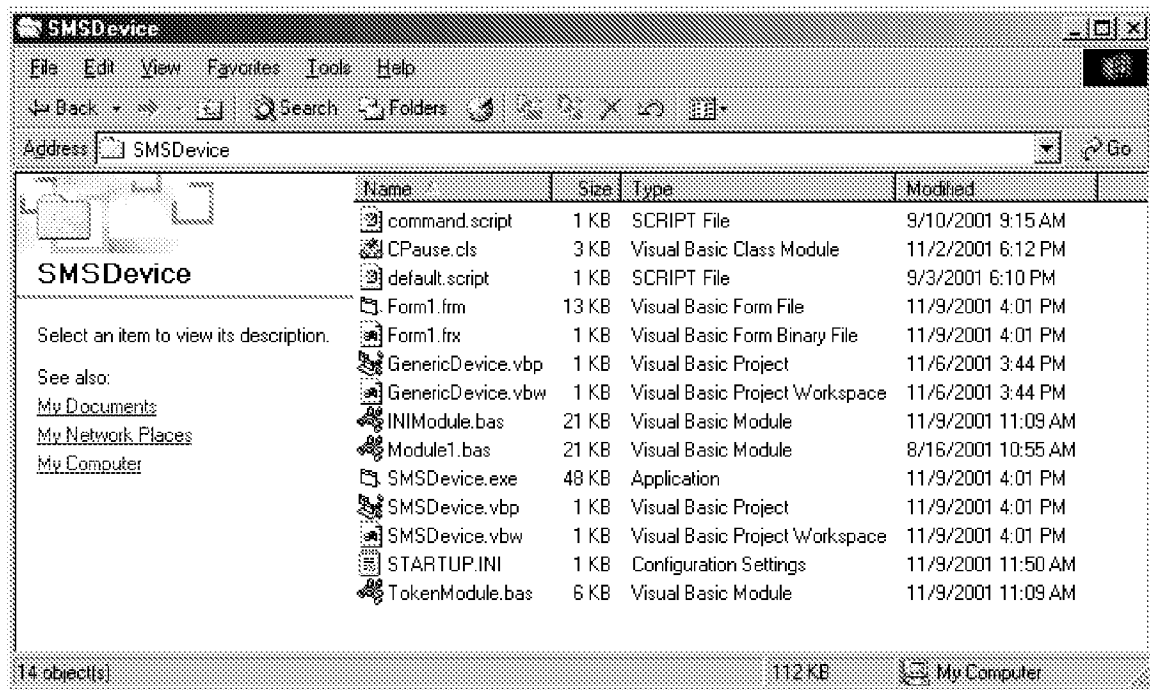 SMSDevice
File Edit View Favorites Tools Help
Back Search Folders
Address SMSDevice Go
Name Size Type Modified
command.script 1 KB SCRIPT File 9/10/2001 9:15 AM
CPause.cls 3 KB Visual Basic Class Module 11/2/2001 6:12 PM
default.script 1 KB SCRIPT File 9/3/2001 6:10 PM
Form1.frm 13 KB Visual Basic Form File 11/9/2001 4:01 PM
Form1.frx 1 KB Visual Basic Form Binary File 11/9/2001 4:01 PM
GenericDevice.vbp 1 KB Visual Basic Project 11/6/2001 3:44 PM
GenericDevice.vbw 1 KB Visual Basic Project Workspace 11/6/2001 3:44 PM
INIModule.bas 21 KB Visual Basic Module 11/9/2001 11:09 AM
Module1.bas 21 KB Visual Basic Module 8/16/2001 10:55 AM
SMSDevice.exe 48 KB Application 11/9/2001 4:01 PM
SMSDevice.vbp 1 KB Visual Basic Project 11/9/2001 4:01 PM
SMSDevice.vbw 1 KB Visual Basic Project Workspace 11/9/2001 4:01 PM
STARTUP.INI 1 KB Configuration Settings 11/9/2001 11:50 AM
TokenModule.bas 6 KB Visual Basic Module 11/9/2001 11:09 AM
SMSDevice
Select an item to view its description.
See also:
My Documents
My Network Places
My Computer
14 object(s) 112 KB My Computer